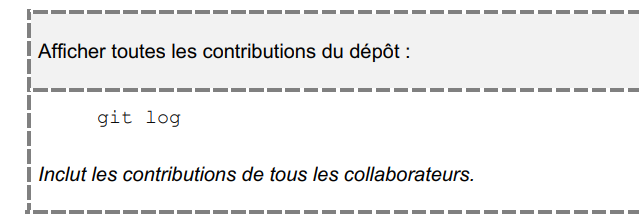 Afficher toutes les contributions du dépôt :
git log
Inclut les contributions de tous les collaborateurs.